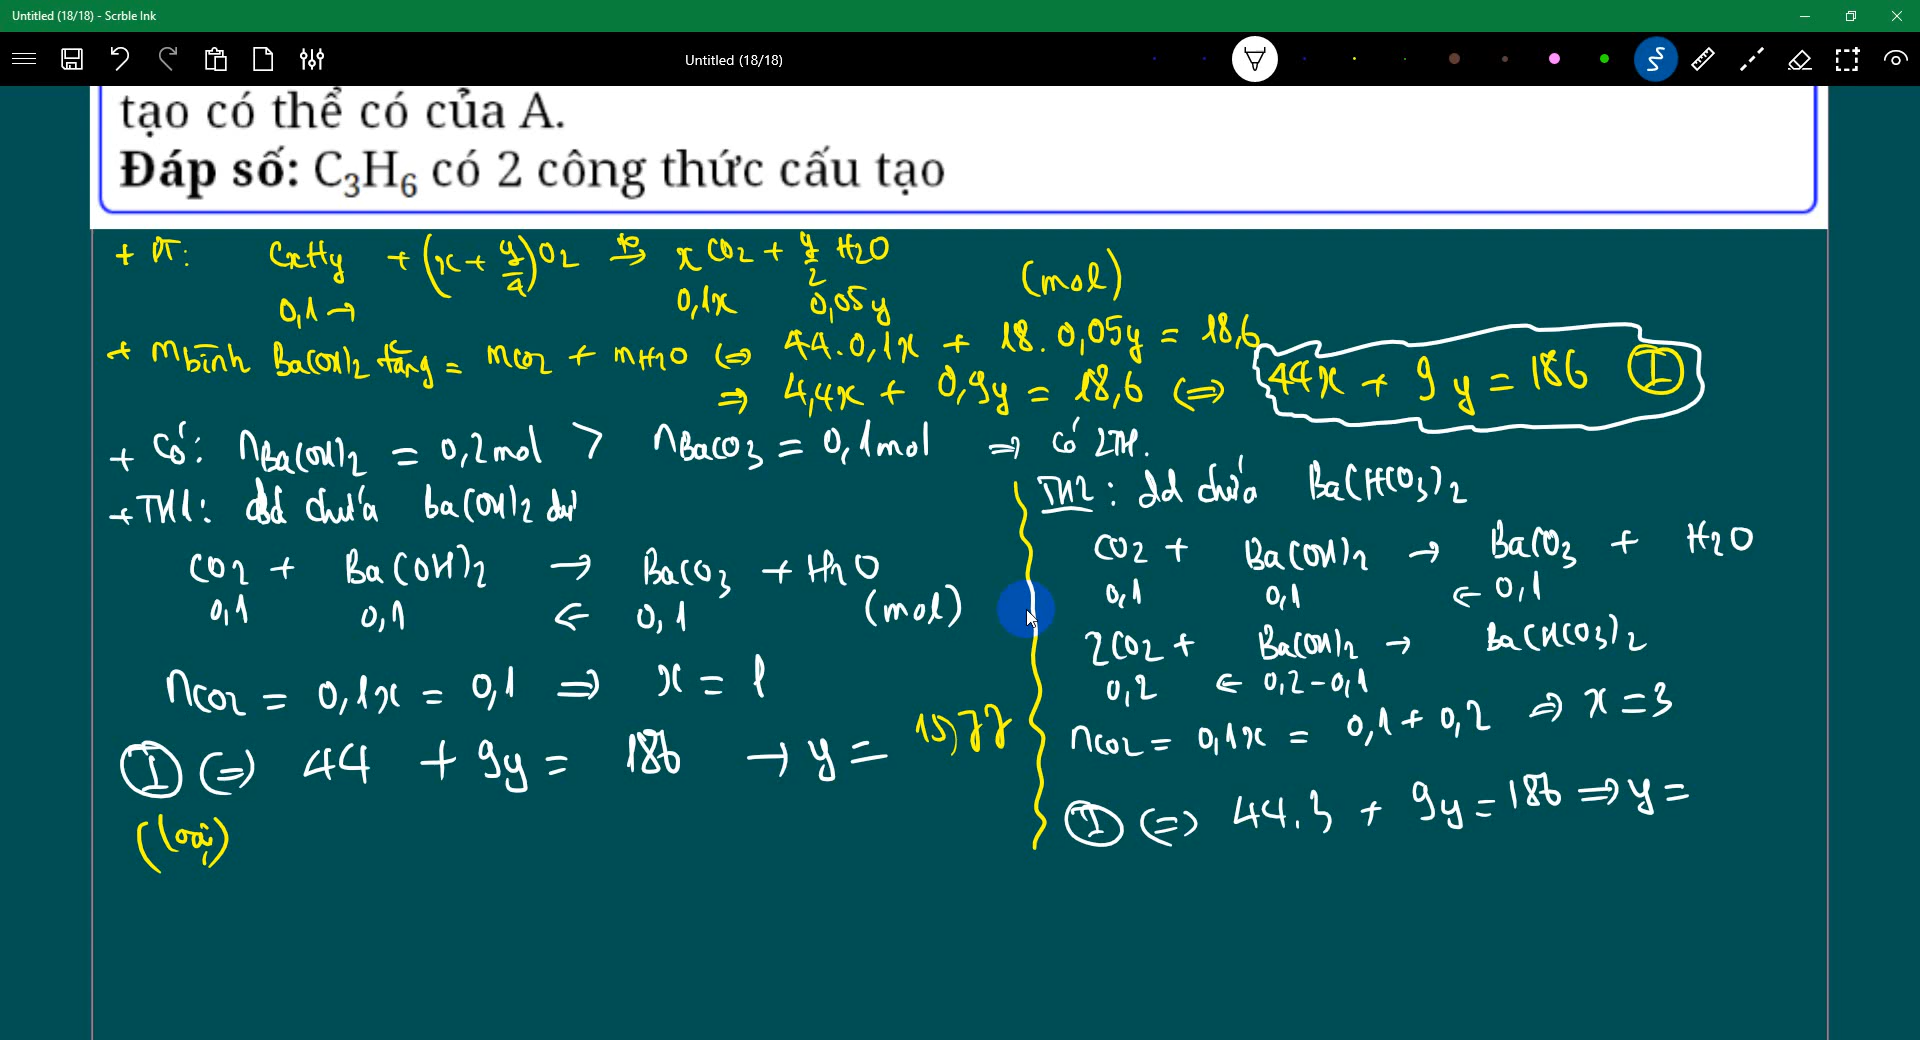 Untitled (18/18) - Scrble Ink
Untitled (18/18)
tạo có thể có của A.
Đáp số: C₃H₆ có 2 công thức cấu tạo
+ PT: CxHy + (x + y/4) O2 t° → x CO2 + y/2 H2O
0,1 → 0,1x 0,05y (mol)
+ m bình Ba(OH)2 tăng = mCO2 + mH2O (=) 44.0,1x + 18.0,05y = 18,6
⇒ 4,4x + 0,9y = 18,6 (⇔) 44x + 9y = 186 (I)
+ Có: nBa(OH)2 = 0,2mol > nBaCO3 = 0,1mol ⇒ có 2TH.
+ TH1: dd chứa Ba(OH)2 dư
CO2 + Ba(OH)2 → BaCO3 + H2O
0,1 0,1 ← 0,1 (mol)
nCO2 = 0,1x = 0,1 ⇒ x = 1
(I) (=) 44 + 9y = 186 → y = 15,77
(loại)
TH2: dd chứa Ba(HCO3)2
CO2 + Ba(OH)2 → BaCO3 + H2O
0,1 0,1 ← 0,1
2CO2 + Ba(OH)2 → Ba(HCO3)2
0,2 ← 0,2-0,1
nCO2 = 0,1x = 0,1 + 0,2 ⇒ x = 3
(I) (=) 44.3 + 9y = 186 ⇒ y =